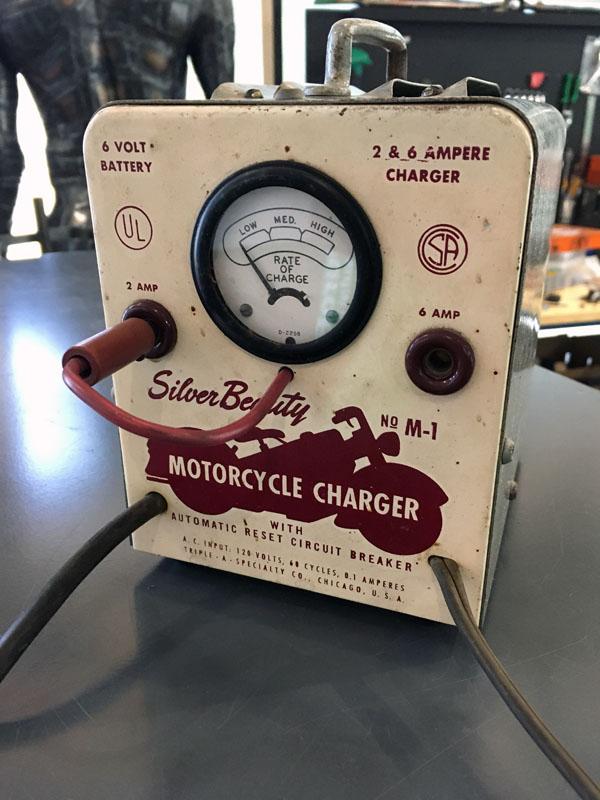 6 VOLT
BATTERY
2 & 6 AMPERE
CHARGER
UL
LOW MED. HIGH
RATE
OF
CHARGE
D-2298
CSA
2 AMP
6 AMP
SilverBeauty
No M-1
MOTORCYCLE CHARGER
WITH
AUTOMATIC RESET CIRCUIT BREAKER
A.C. INPUT: 120 VOLTS, 60 CYCLES, 0.1 AMPERES
TRIPLE-A-SPECIALTY CO., CHICAGO, U.S.A.